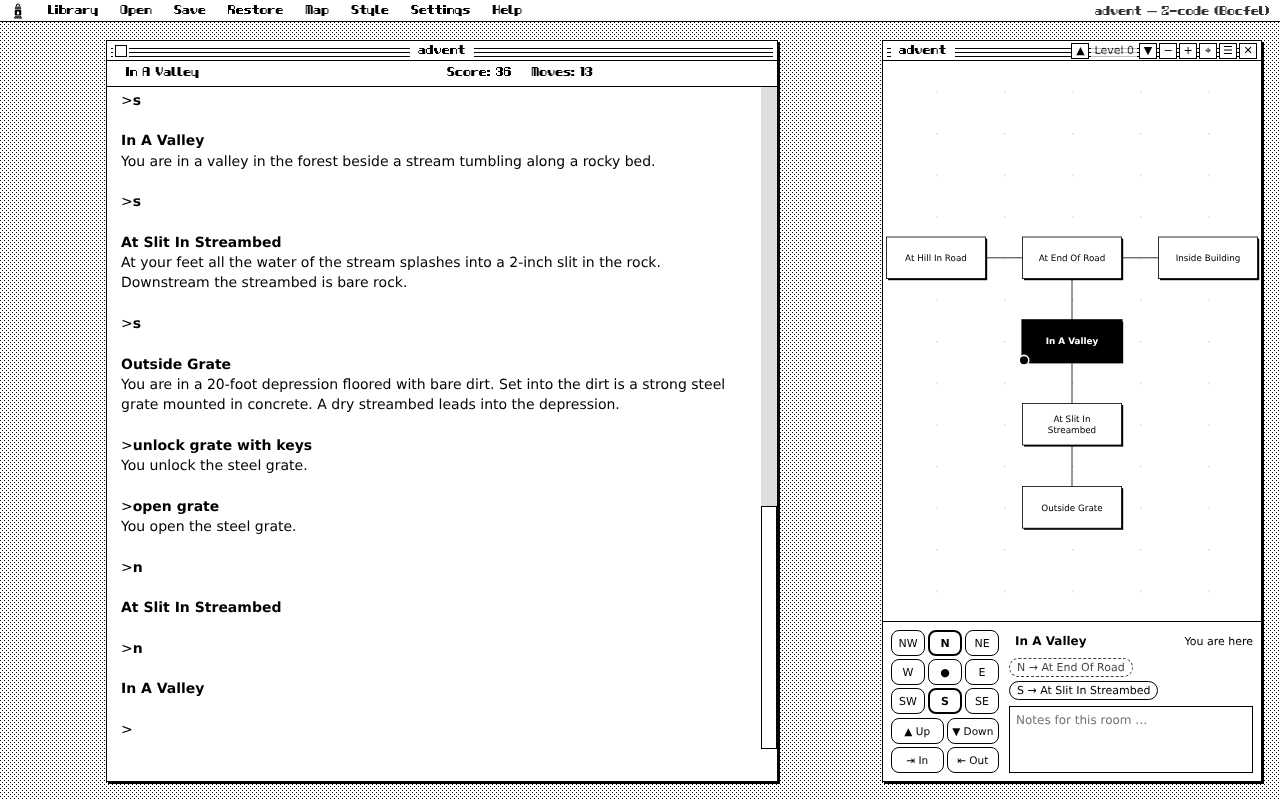 Library Open Save Restore Map Style Settings Help advent — Z-code (Bocfel)
advent
In A Valley Score: 36 Moves: 13
>s
In A Valley
You are in a valley in the forest beside a stream tumbling along a rocky bed.
>s
At Slit In Streambed
At your feet all the water of the stream splashes into a 2-inch slit in the rock.
Downstream the streambed is bare rock.
>s
Outside Grate
You are in a 20-foot depression floored with bare dirt. Set into the dirt is a strong steel
grate mounted in concrete. A dry streambed leads into the depression.
>unlock grate with keys
You unlock the steel grate.
>open grate
You open the steel grate.
>n
At Slit In Streambed
>n
In A Valley
>
advent ▲ Level 0 ▼ − + ⌖ ☰ ✕
At Hill In Road At End Of Road Inside Building
In A Valley
At Slit In
Streambed
Outside Grate
NW N NE
W ● E
SW S SE
▲ Up ▼ Down
⇥ In ⇤ Out
In A Valley You are here
N → At End Of Road
S → At Slit In Streambed
Notes for this room …